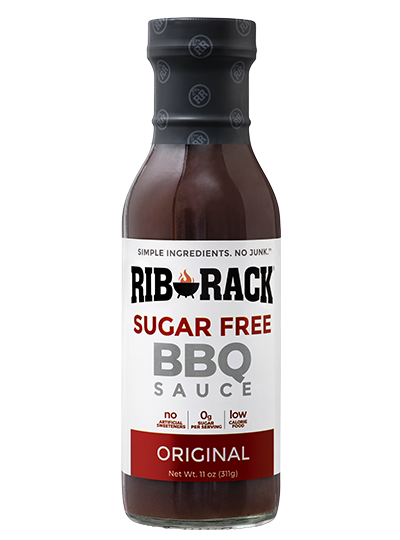 RR
SIMPLE INGREDIENTS. NO JUNK.™
RIB RACK
SUGAR FREE
BBQ
SAUCE
no ARTIFICIAL SWEETENERS
0g SUGAR PER SERVING
low CALORIE FOOD
ORIGINAL
Net Wt. 11 oz (311g)